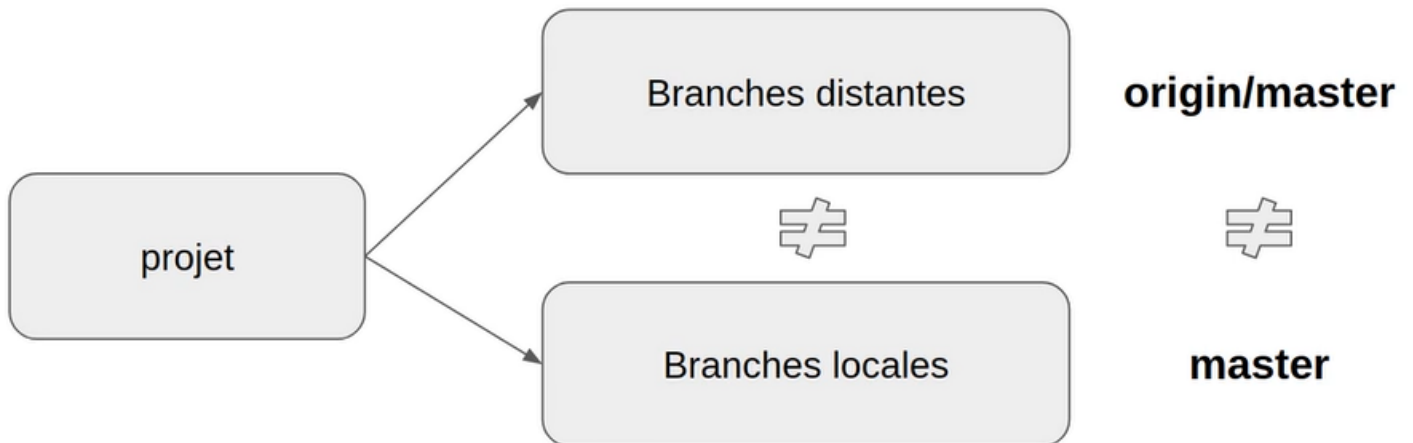 Branches distantes
origin/master
projet
≠
≠
Branches locales
master